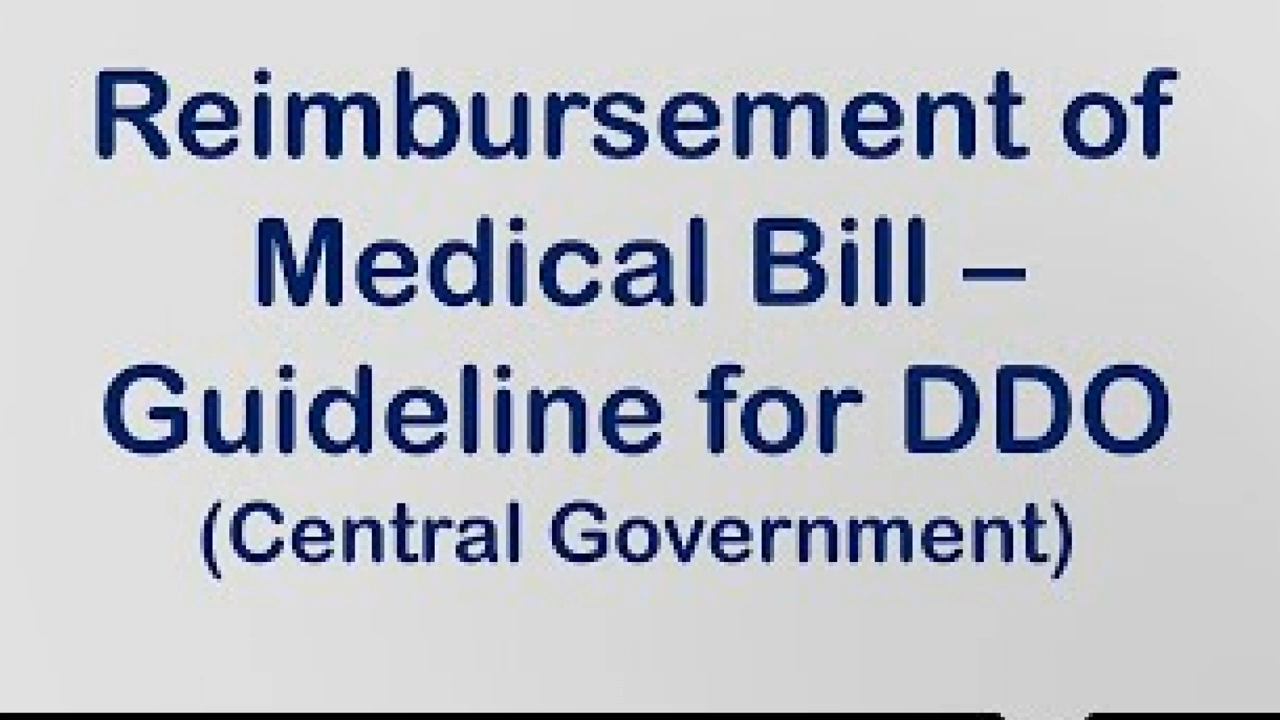 Reimbursement of
Medical Bill –
Guideline for DDO
(Central Government)